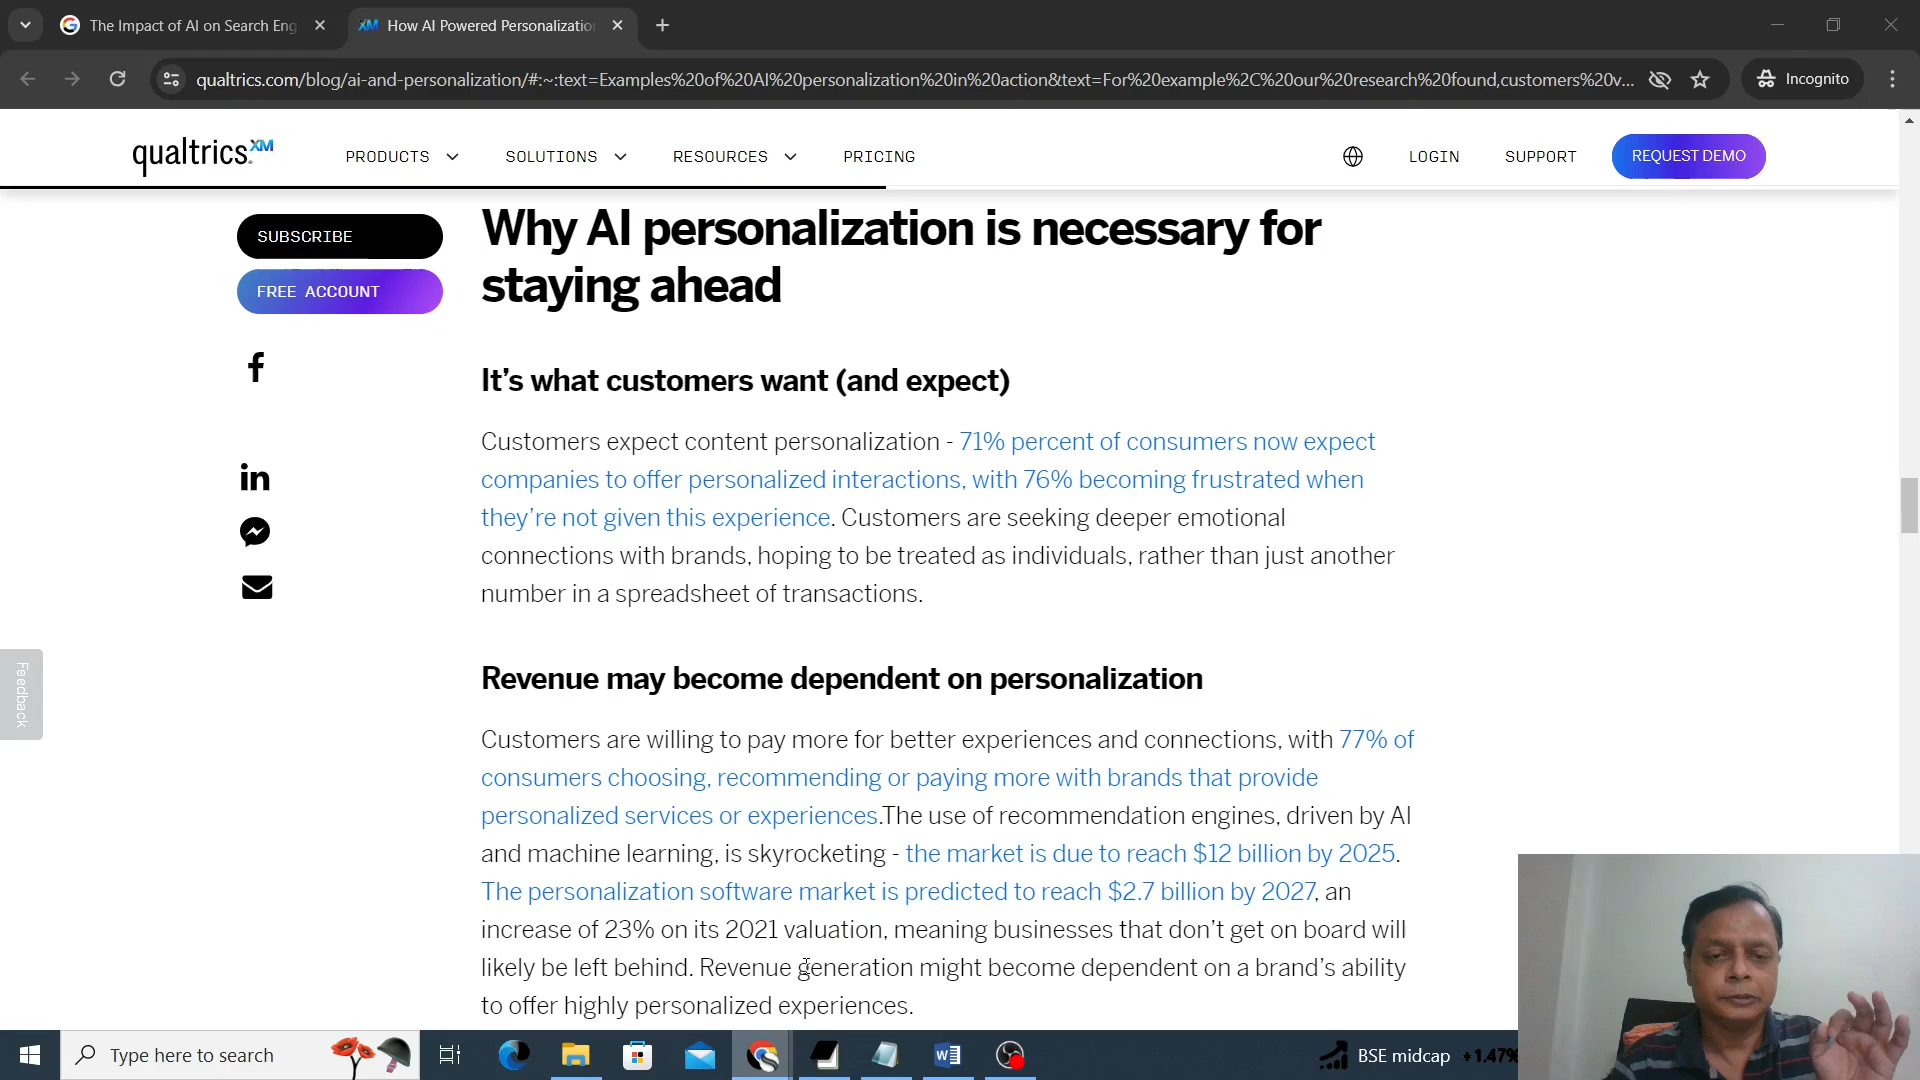 The Impact of AI on Search Eng
How AI Powered Personalizatio
qualtrics.com/blog/ai-and-personalization/#:~:text=Examples%20of%20AI%20personalization%20in%20action&text=For%20example%2C%20our%20research%20found,customers%20v...
Incognito
qualtrics.XM
PRODUCTS
SOLUTIONS
RESOURCES
PRICING
LOGIN
SUPPORT
REQUEST DEMO
SUBSCRIBE
FREE ACCOUNT
Why AI personalization is necessary for
staying ahead
It’s what customers want (and expect)
Customers expect content personalization - 71% percent of consumers now expect
companies to offer personalized interactions, with 76% becoming frustrated when
they’re not given this experience. Customers are seeking deeper emotional
connections with brands, hoping to be treated as individuals, rather than just another
number in a spreadsheet of transactions.
Feedback
Revenue may become dependent on personalization
Customers are willing to pay more for better experiences and connections, with 77% of
consumers choosing, recommending or paying more with brands that provide
personalized services or experiences.The use of recommendation engines, driven by AI
and machine learning, is skyrocketing - the market is due to reach $12 billion by 2025.
The personalization software market is predicted to reach $2.7 billion by 2027, an
increase of 23% on its 2021 valuation, meaning businesses that don’t get on board will
likely be left behind. Revenue generation might become dependent on a brand’s ability
to offer highly personalized experiences.
Type here to search
BSE midcap +1.47%